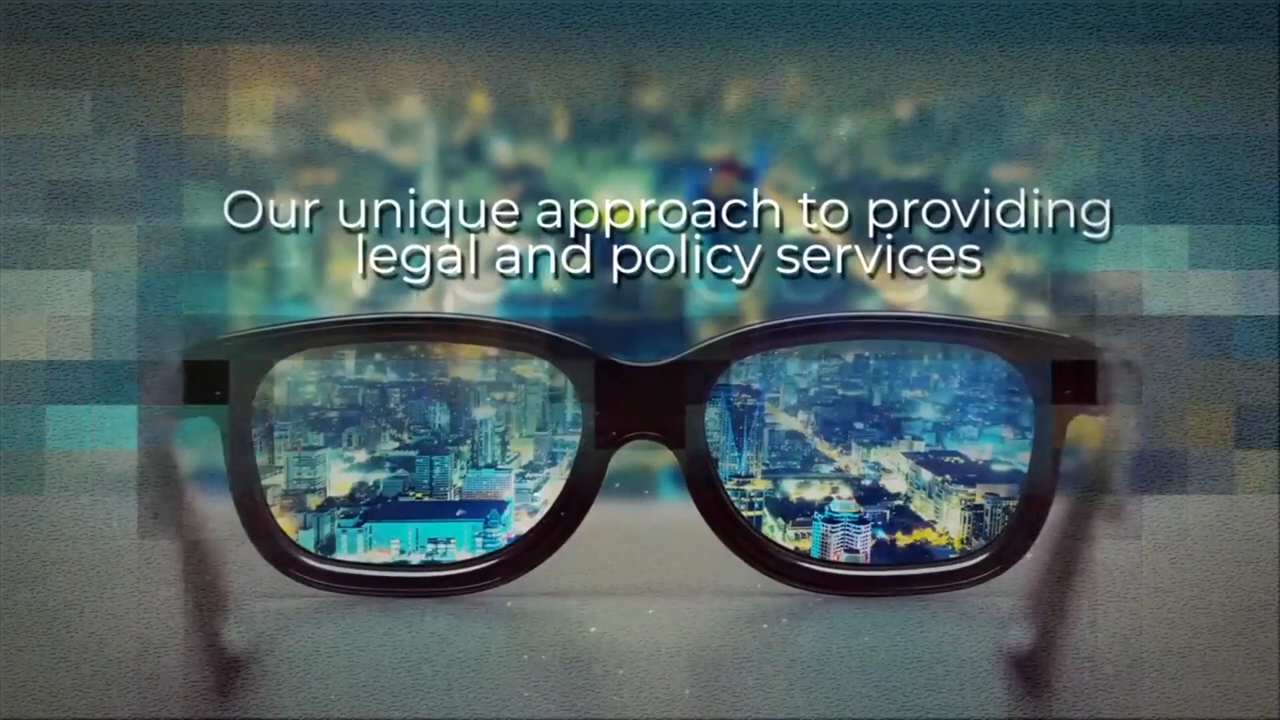 Our unique approach to providing
legal and policy services